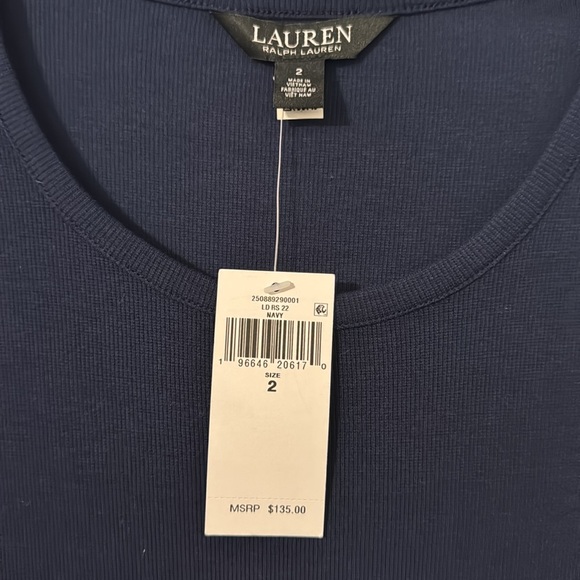 LAUREN
RALPH LAUREN
2
MADE IN
VIETNAM
FABRIQUÉ AU
VIÊT NAM
250889290001
LD RS 22
NAVY
1 96646 20617 0
SIZE
2
MSRP $135.00